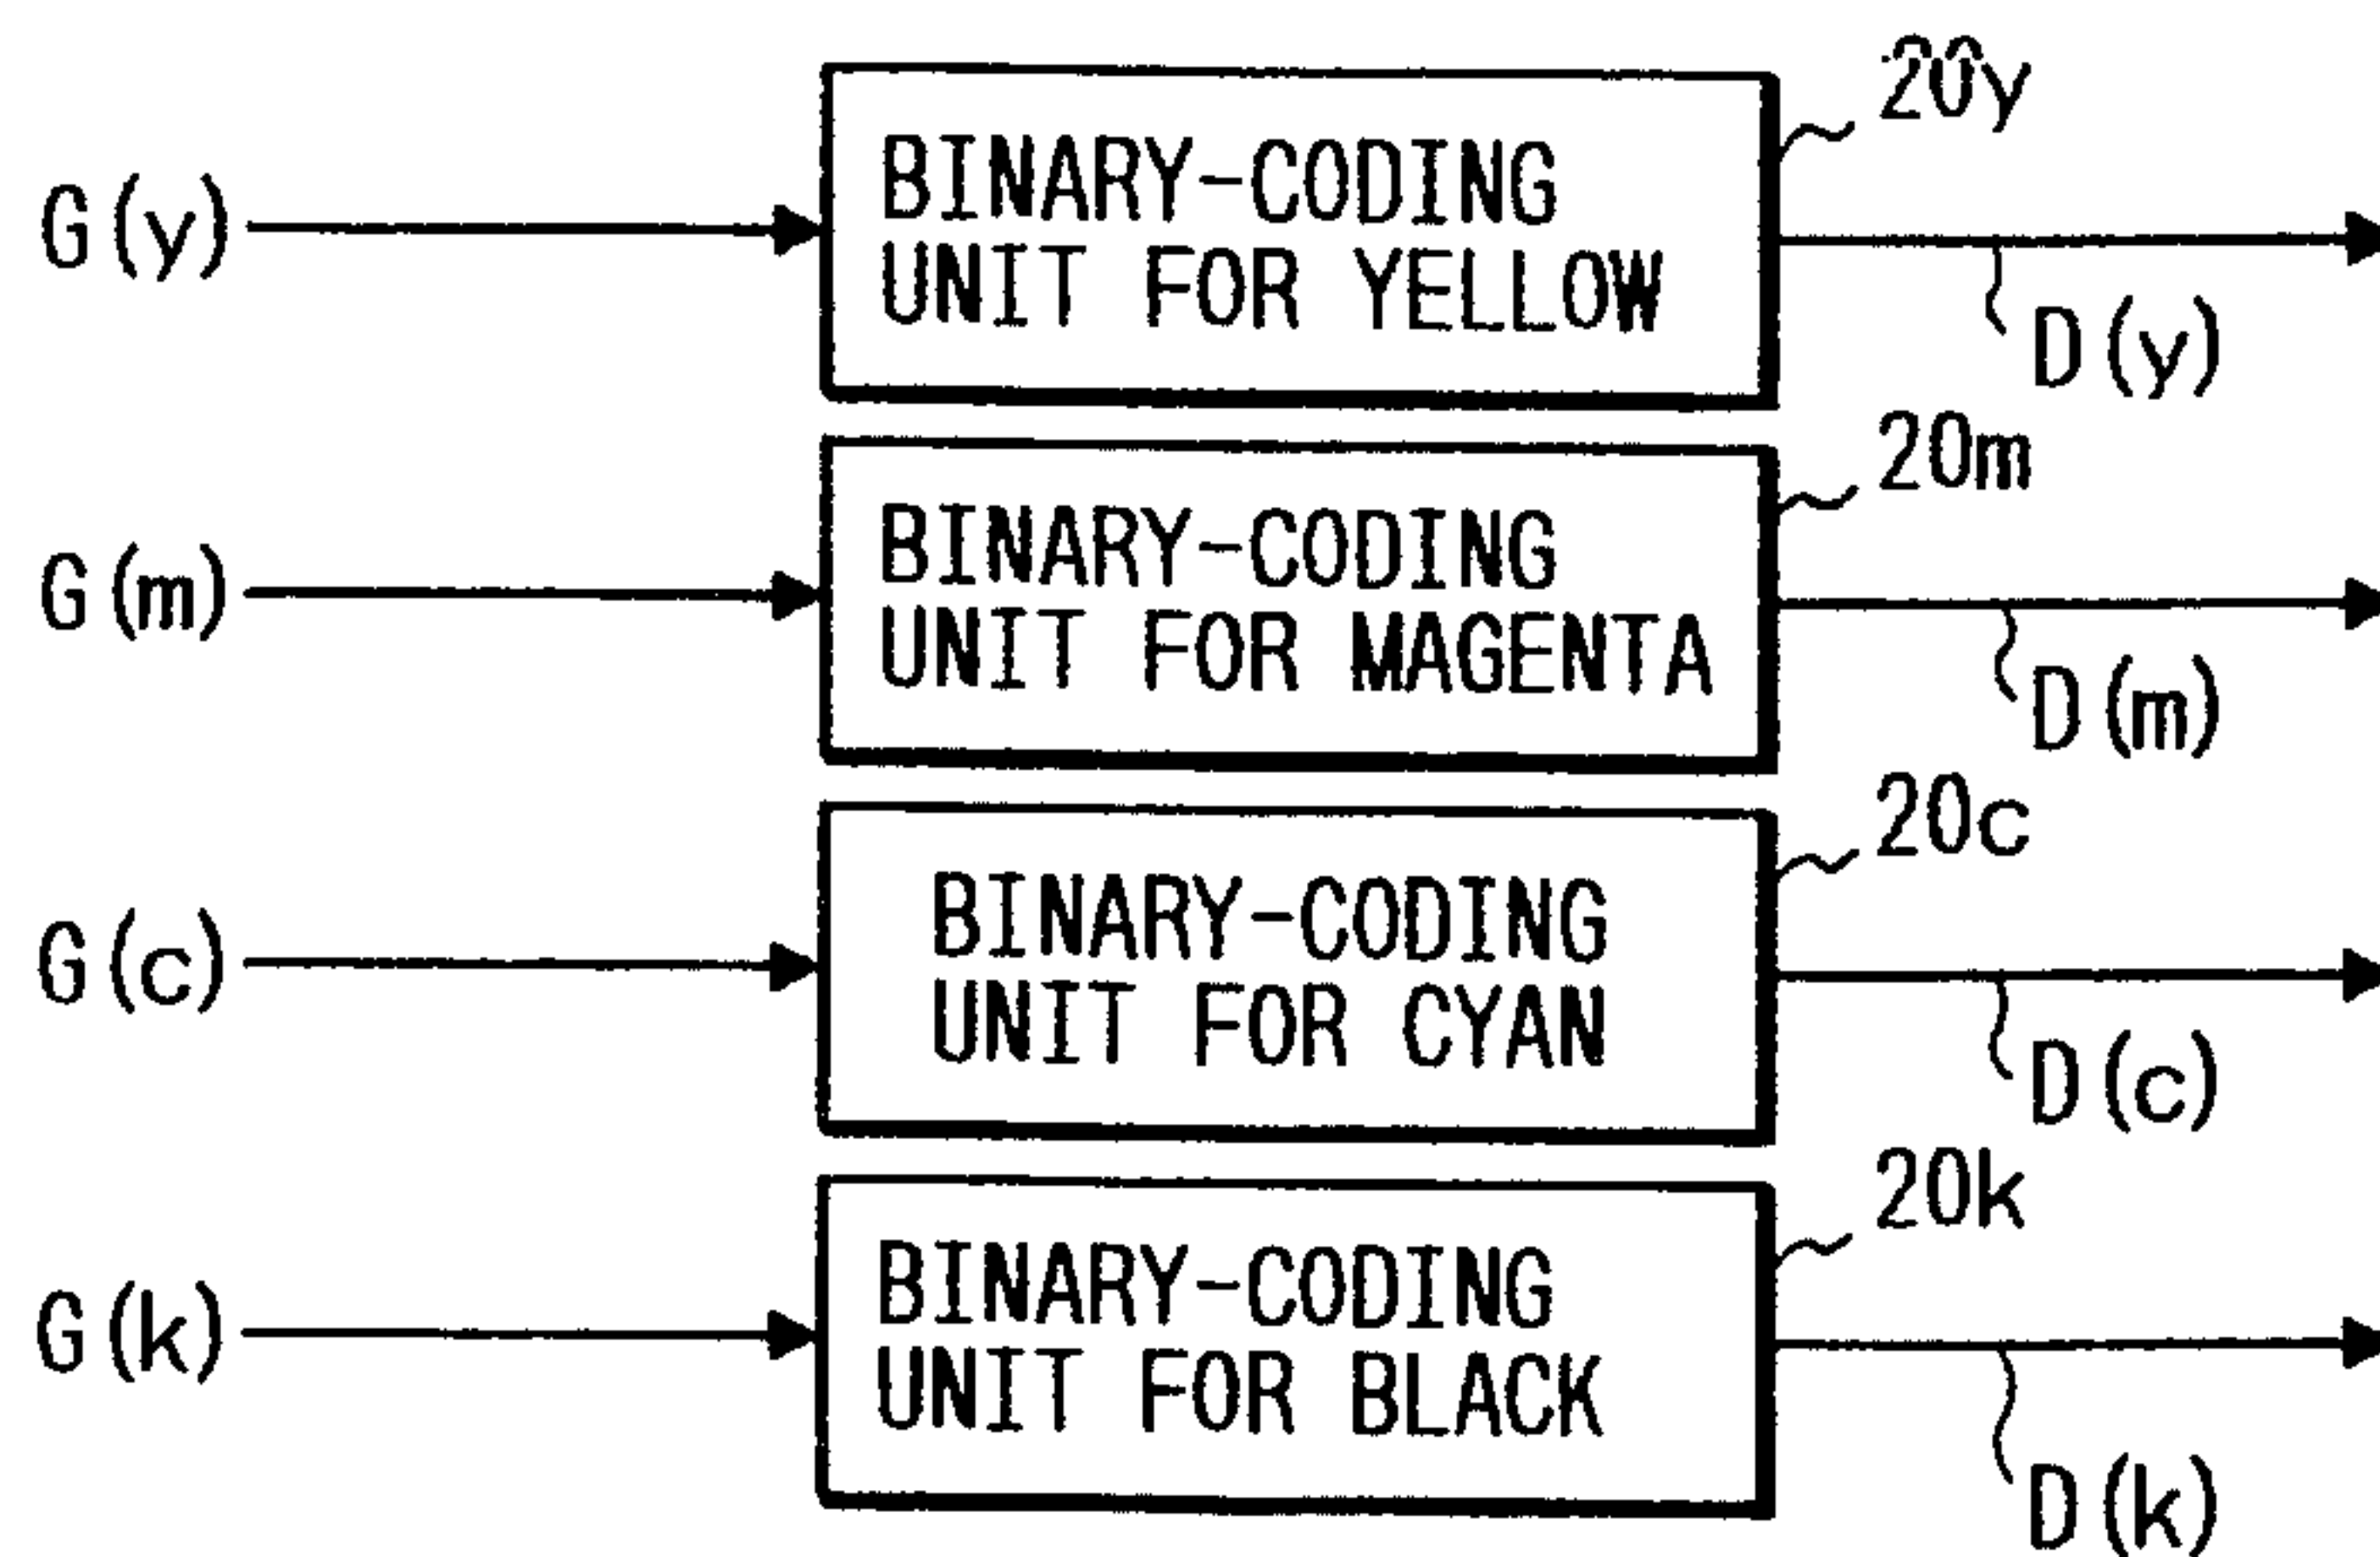 20y
G(y)
BINARY-CODING
UNIT FOR YELLOW
D(y)
20m
G(m)
BINARY-CODING
UNIT FOR MAGENTA
D(m)
20c
G(c)
BINARY-CODING
UNIT FOR CYAN
D(c)
20k
G(k)
BINARY-CODING
UNIT FOR BLACK
D(k)